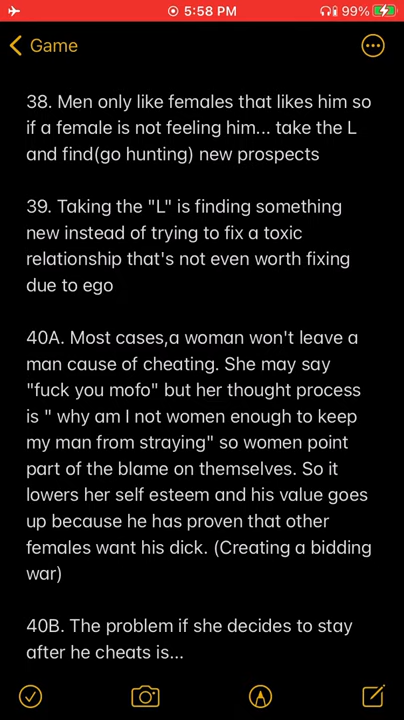 5:58 PM
99%
Game
38. Men only like females that likes him so
if a female is not feeling him... take the L
and find(go hunting) new prospects
39. Taking the "L" is finding something
new instead of trying to fix a toxic
relationship that's not even worth fixing
due to ego
40A. Most cases,a woman won't leave a
man cause of cheating. She may say
"fuck you mofo" but her thought process
is " why am I not women enough to keep
my man from straying" so women point
part of the blame on themselves. So it
lowers her self esteem and his value goes
up because he has proven that other
females want his dick. (Creating a bidding
war)
40B. The problem if she decides to stay
after he cheats is...